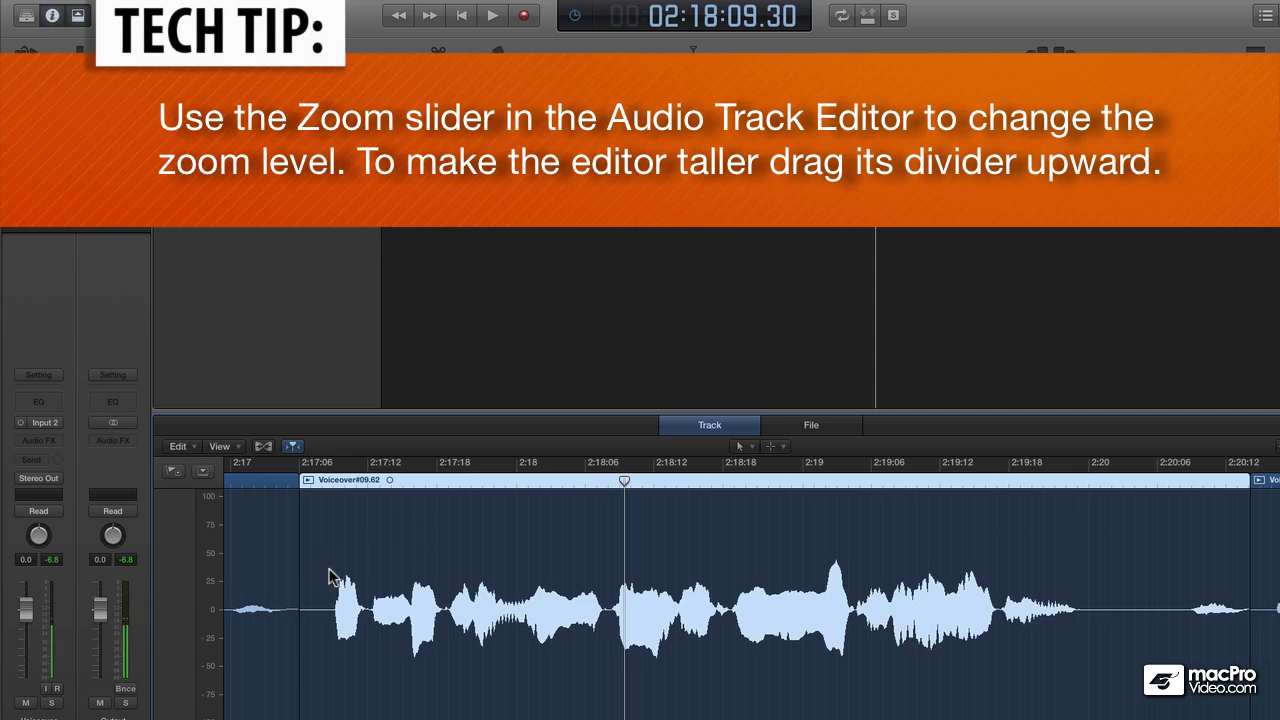 TECH TIP:
02:18:09.30
S
Use the Zoom slider in the Audio Track Editor to change the
zoom level. To make the editor taller drag its divider upward.
Setting
Setting
EQ
EQ
Input 2
Audio FX
Audio FX
Send
Stereo Out
Read
Read
0.0
-6.8
0.0
-6.8
I R
Bnce
M S
M S
Track
File
Edit
View
2:17
2:17:06
2:17:12
2:17:18
2:18
2:18:06
2:18:12
2:18:18
2:19
2:19:06
2:19:12
2:19:18
2:20
2:20:06
2:20:12
Voiceover#09.62
100
75
50
25
0
-25
-50
-75
macPro
Video.com